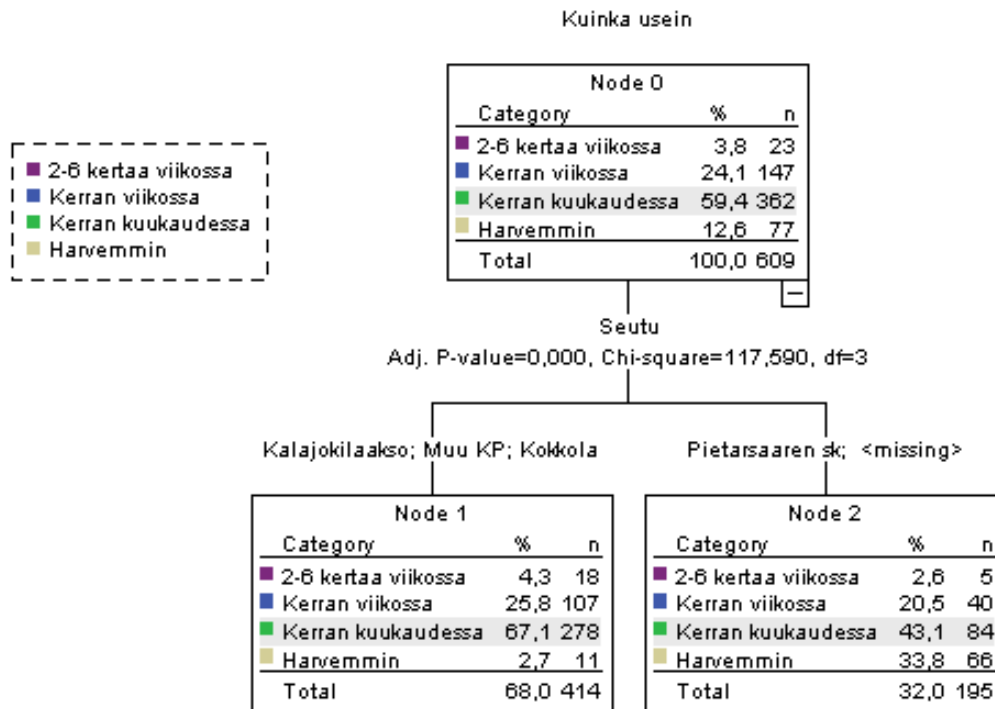 Kuinka usein
Node 0
Category % n
2-6 kertaa viikossa 3,8 23
Kerran viikossa 24,1 147
Kerran kuukaudessa 59,4 362
Harvemmin 12,6 77
Total 100,0 609
2-6 kertaa viikossa
Kerran viikossa
Kerran kuukaudessa
Harvemmin
Seutu
Adj. P-value=0,000, Chi-square=117,590, df=3
Kalajokilaakso; Muu KP; Kokkola
Node 1
Category % n
2-6 kertaa viikossa 4,3 18
Kerran viikossa 25,8 107
Kerran kuukaudessa 67,1 278
Harvemmin 2,7 11
Total 68,0 414
Pietarsaaren sk; <missing>
Node 2
Category % n
2-6 kertaa viikossa 2,6 5
Kerran viikossa 20,5 40
Kerran kuukaudessa 43,1 84
Harvemmin 33,8 66
Total 32,0 195